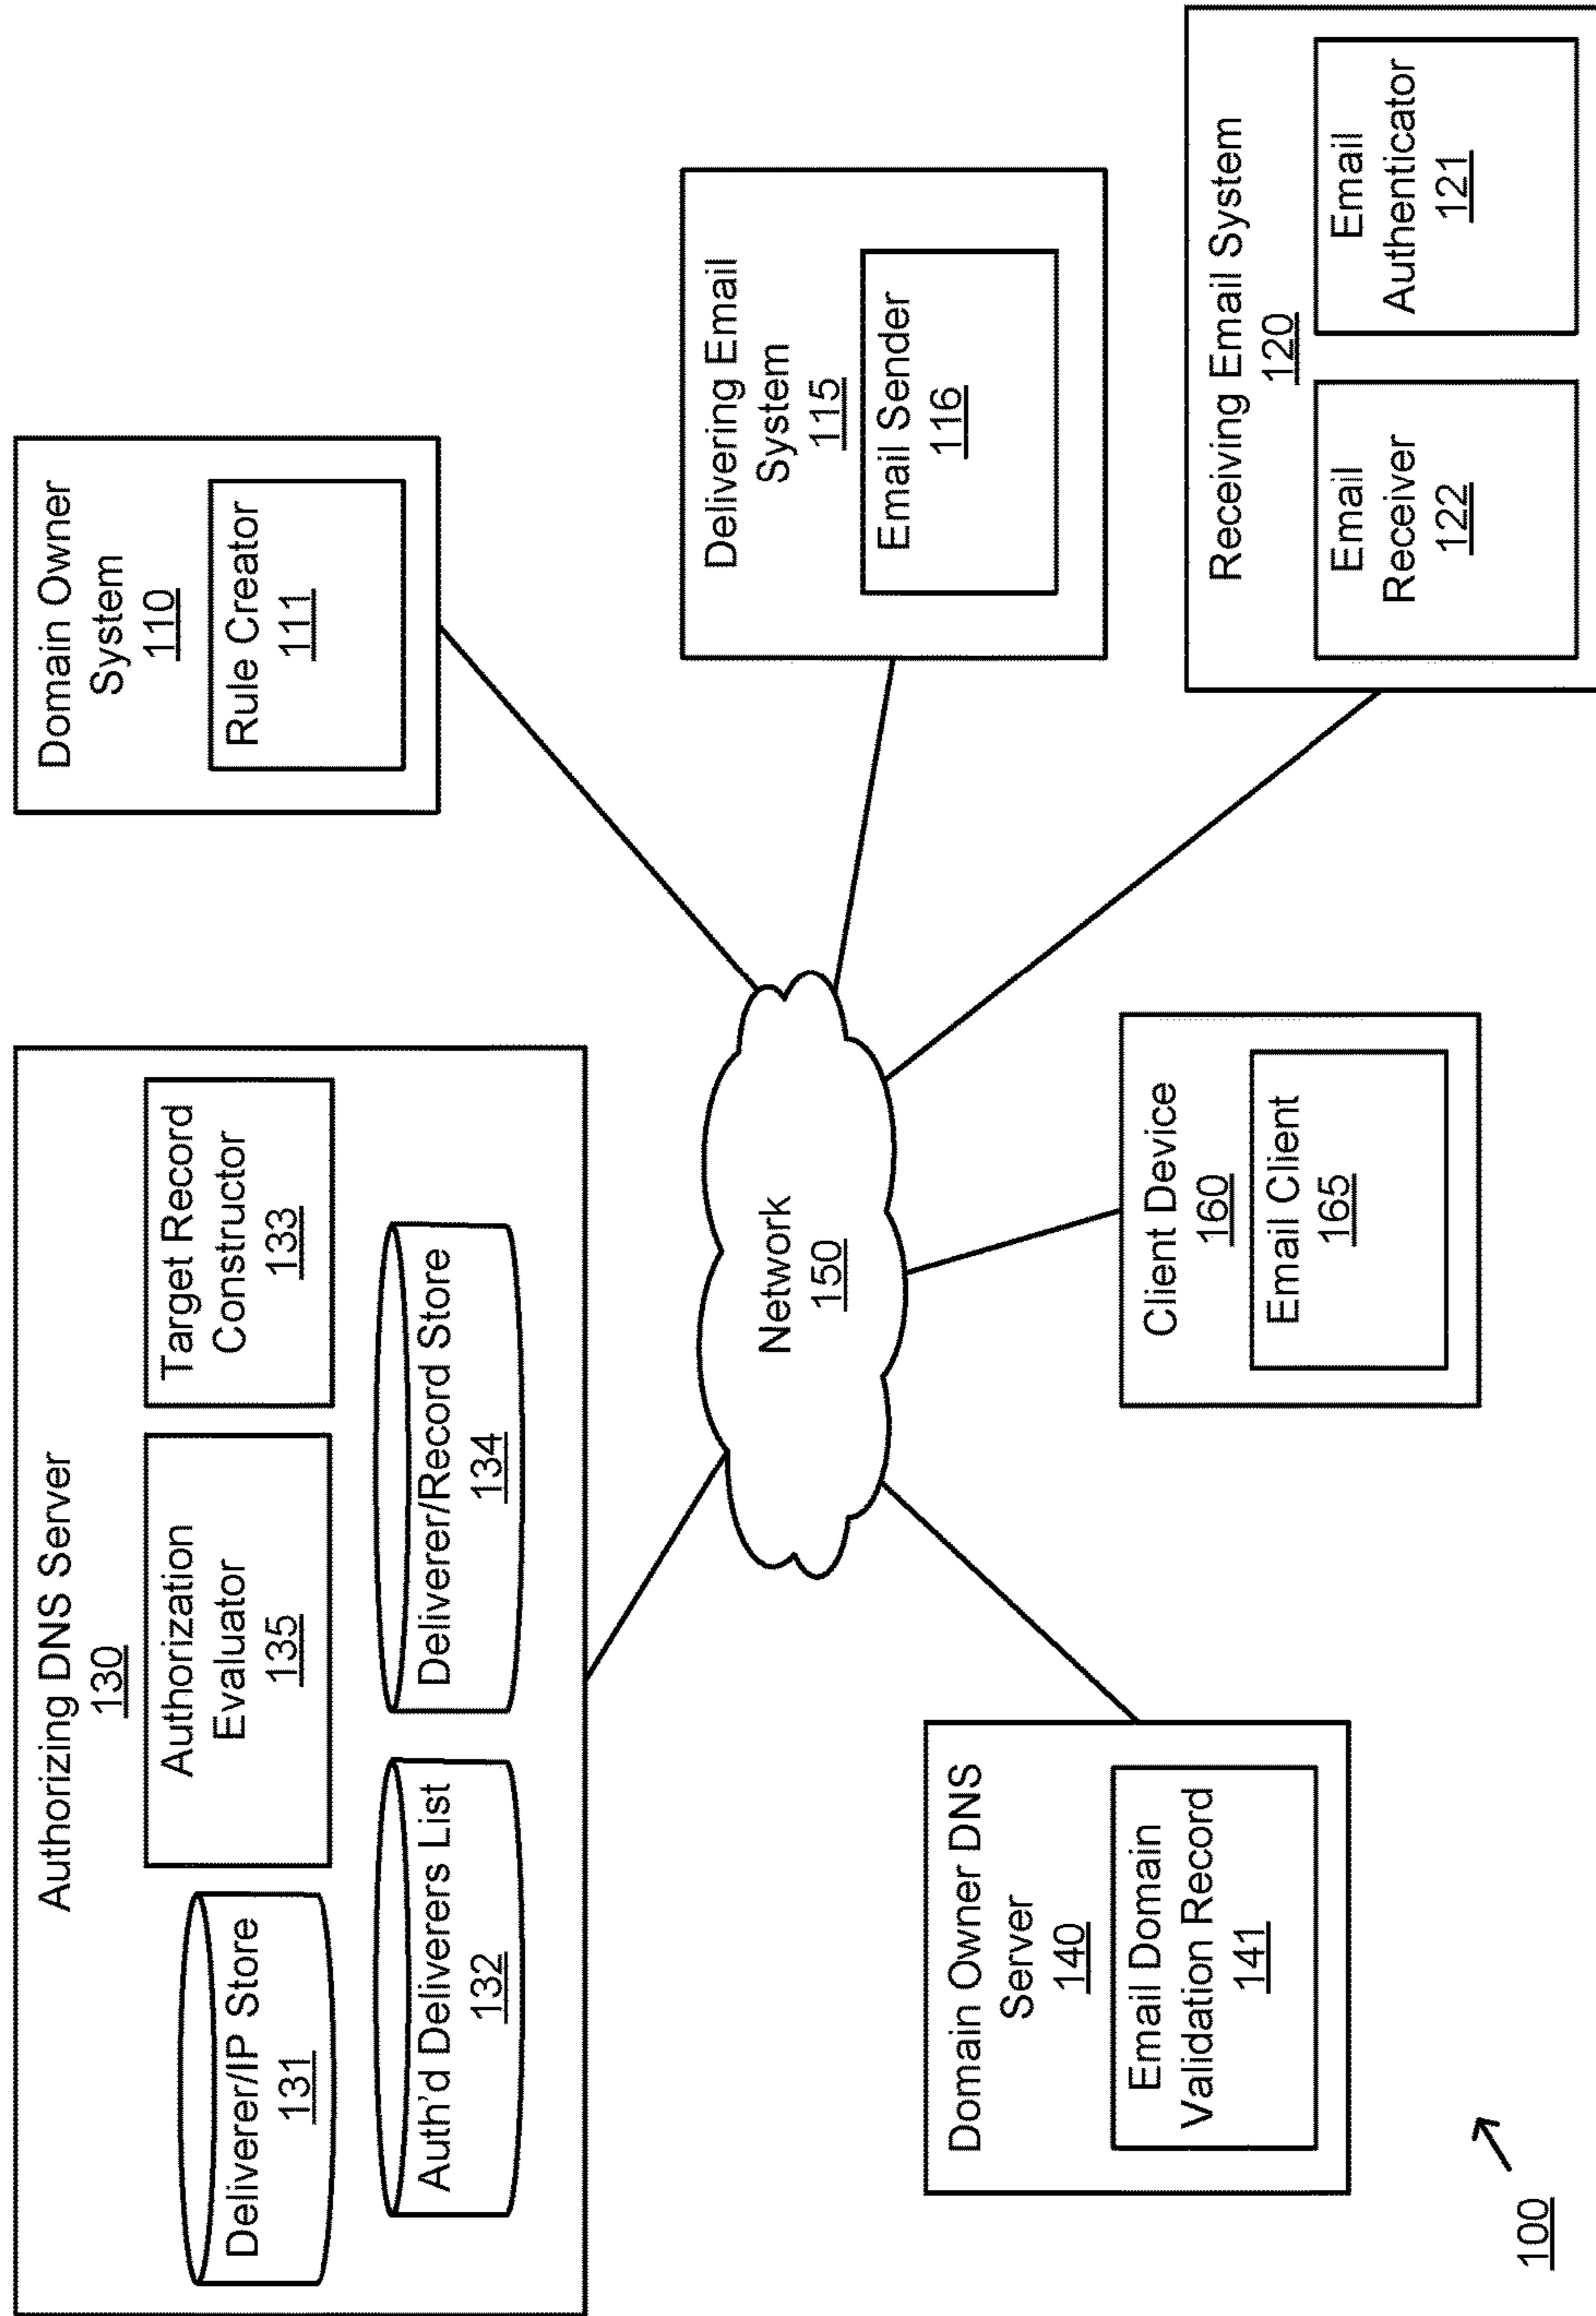 Authorizing DNS Server
130
Deliverer/IP Store
131
Authorization
Evaluator
135
Target Record
Constructor
133
Auth'd Deliverers List
132
Deliverer/Record Store
134
Domain Owner
System
110
Rule Creator
111
Delivering Email
System
115
Email Sender
116
Network
150
Domain Owner DNS
Server
140
Email Domain
Validation Record
141
Client Device
160
Email Client
165
Receiving Email System
120
Email
Receiver
122
Email
Authenticator
121
100